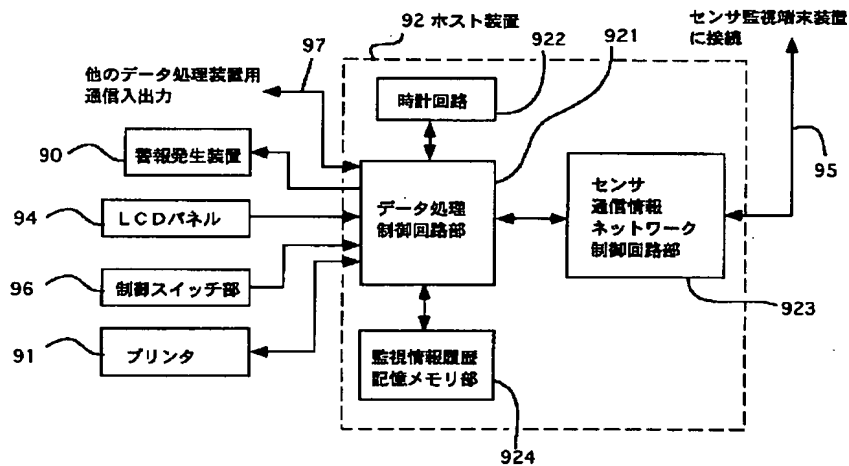 92 ホスト装置
922
921
センサ監視端末装置
に接続
97
他のデータ処理装置用
通信入出力
時計回路
90
警報発生装置
95
94
LCDパネル
データ処理
制御回路部
センサ
通信情報
ネットワーク
制御回路部
96
制御スイッチ部
923
91
プリンタ
監視情報履歴
記憶メモリ部
924